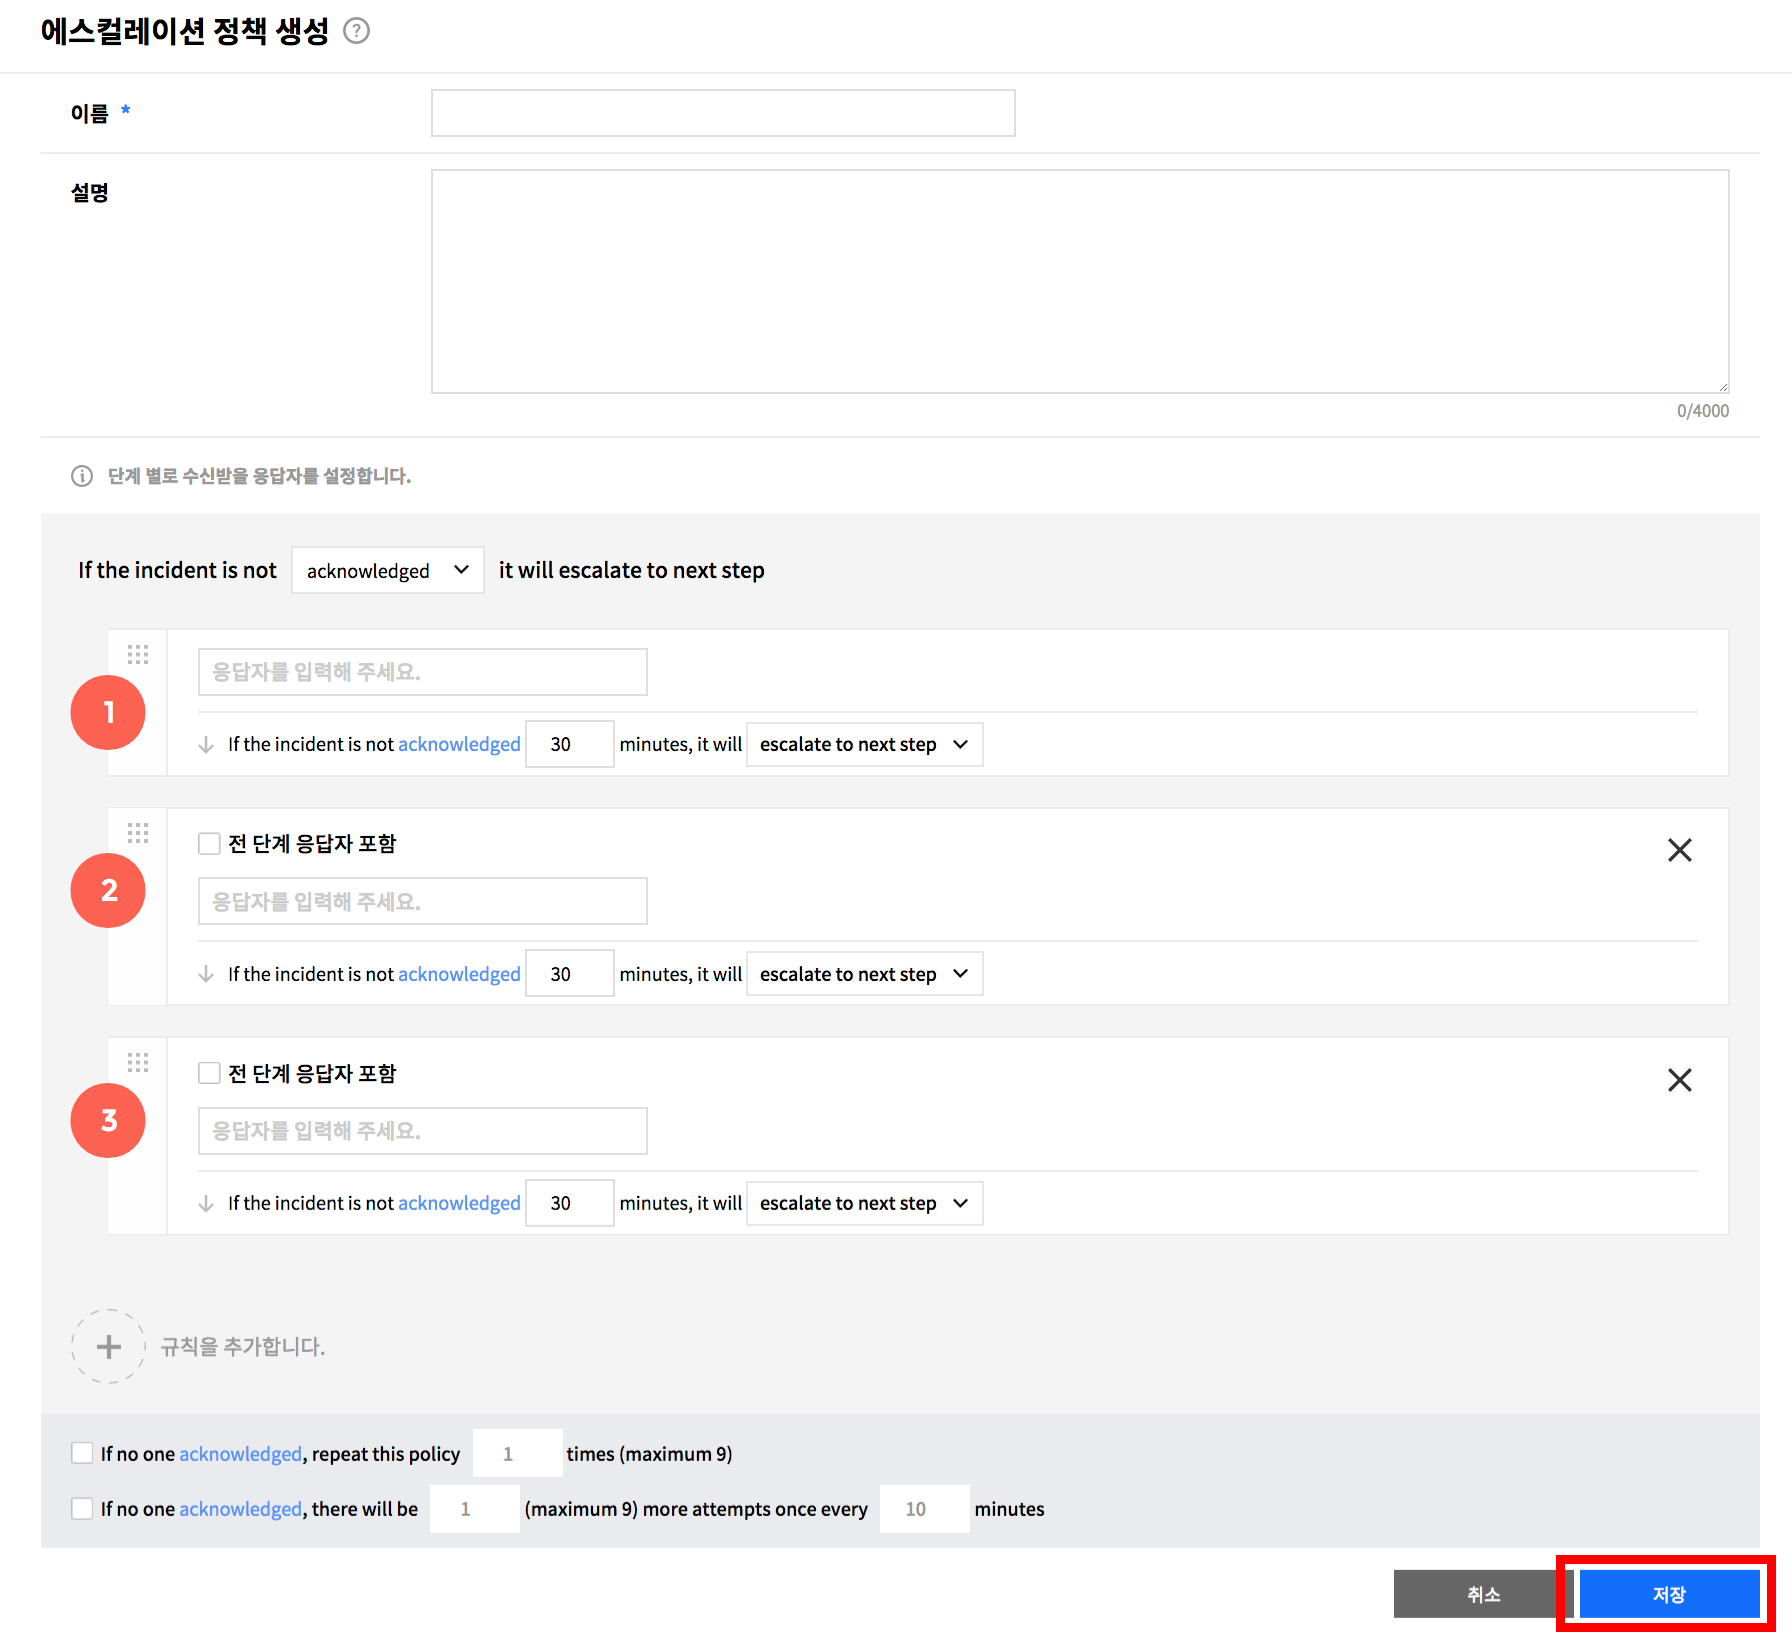 에스컬레이션 정책 생성 ?
이름 *
설명
0/4000
단계 별로 수신받을 응답자를 설정합니다.
If the incident is not acknowledged it will escalate to next step
응답자를 입력해 주세요.
1
If the incident is not acknowledged 30 minutes, it will escalate to next step
전 단계 응답자 포함
2
응답자를 입력해 주세요.
If the incident is not acknowledged 30 minutes, it will escalate to next step
전 단계 응답자 포함
3
응답자를 입력해 주세요.
If the incident is not acknowledged 30 minutes, it will escalate to next step
규칙을 추가합니다.
If no one acknowledged, repeat this policy 1 times (maximum 9)
If no one acknowledged, there will be 1 (maximum 9) more attempts once every 10 minutes
취소 저장